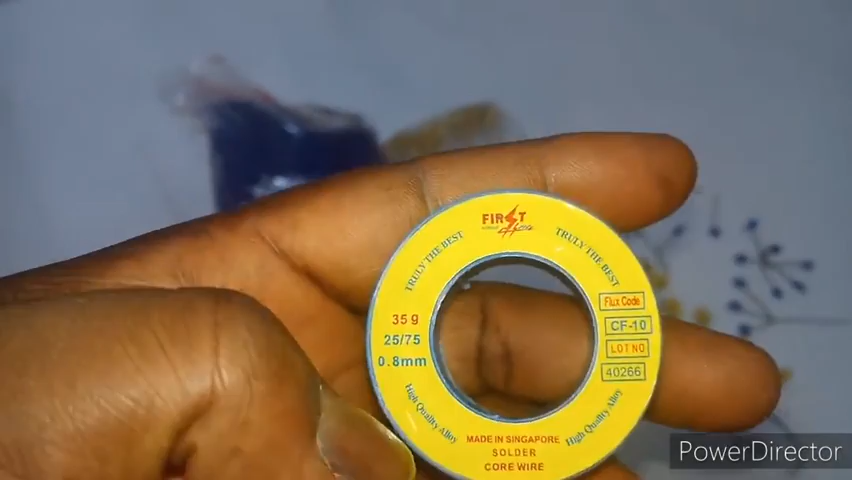 FIRST
TRULY THE BEST
TRULY THE BEST
35g
25/75
0.8mm
Flux Code
CF-10
LOT No
40266
High Quality Alloy
High Quality Alloy
MADE IN SINGAPORE
SOLDER
CORE WIRE
PowerDirector